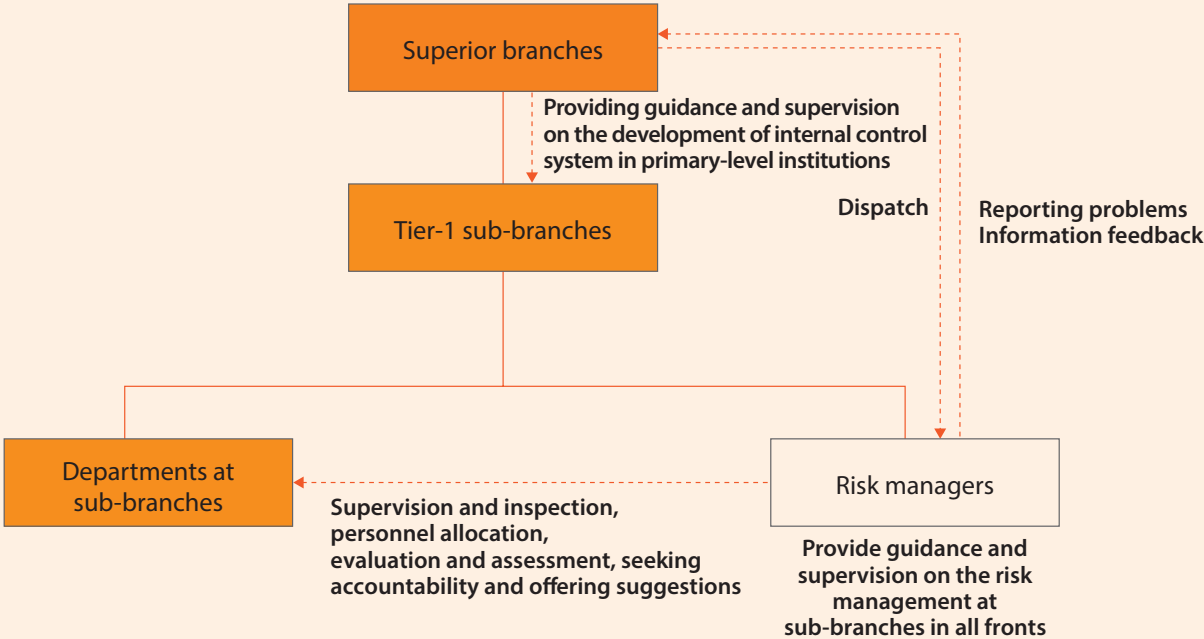 Superior branches
Providing guidance and supervision
on the development of internal control
system in primary-level institutions
Dispatch
Reporting problems
Information feedback
Tier-1 sub-branches
Departments at
sub-branches
Supervision and inspection,
personnel allocation,
evaluation and assessment, seeking
accountability and offering suggestions
Risk managers
Provide guidance and
supervision on the risk
management at
sub-branches in all fronts